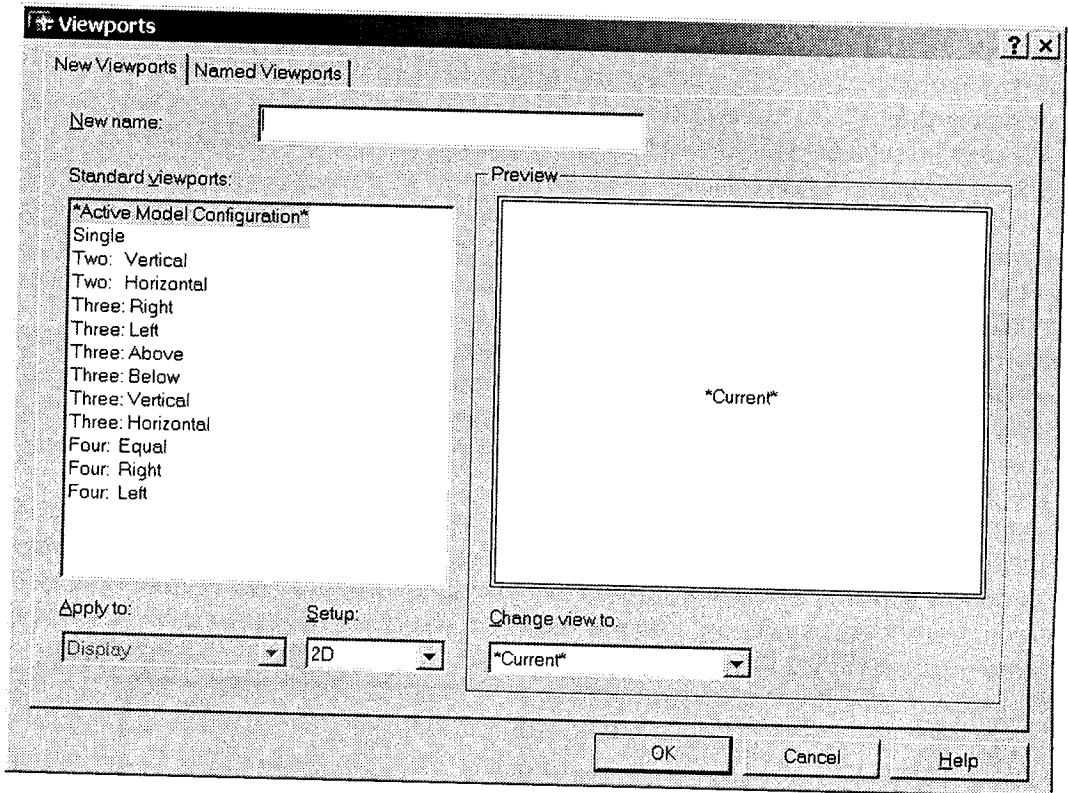 Viewports
? ×
New Viewports
Named Viewports
New name:
Standard viewports:
*Active Model Configuration*
Single
Two: Vertical
Two: Horizontal
Three: Right
Three: Left
Three: Above
Three: Below
Three: Vertical
Three: Horizontal
Four: Equal
Four: Right
Four: Left
Apply to:
Display
Setup:
2D
Preview
*Current*
Change view to:
*Current*
OK
Cancel
Help